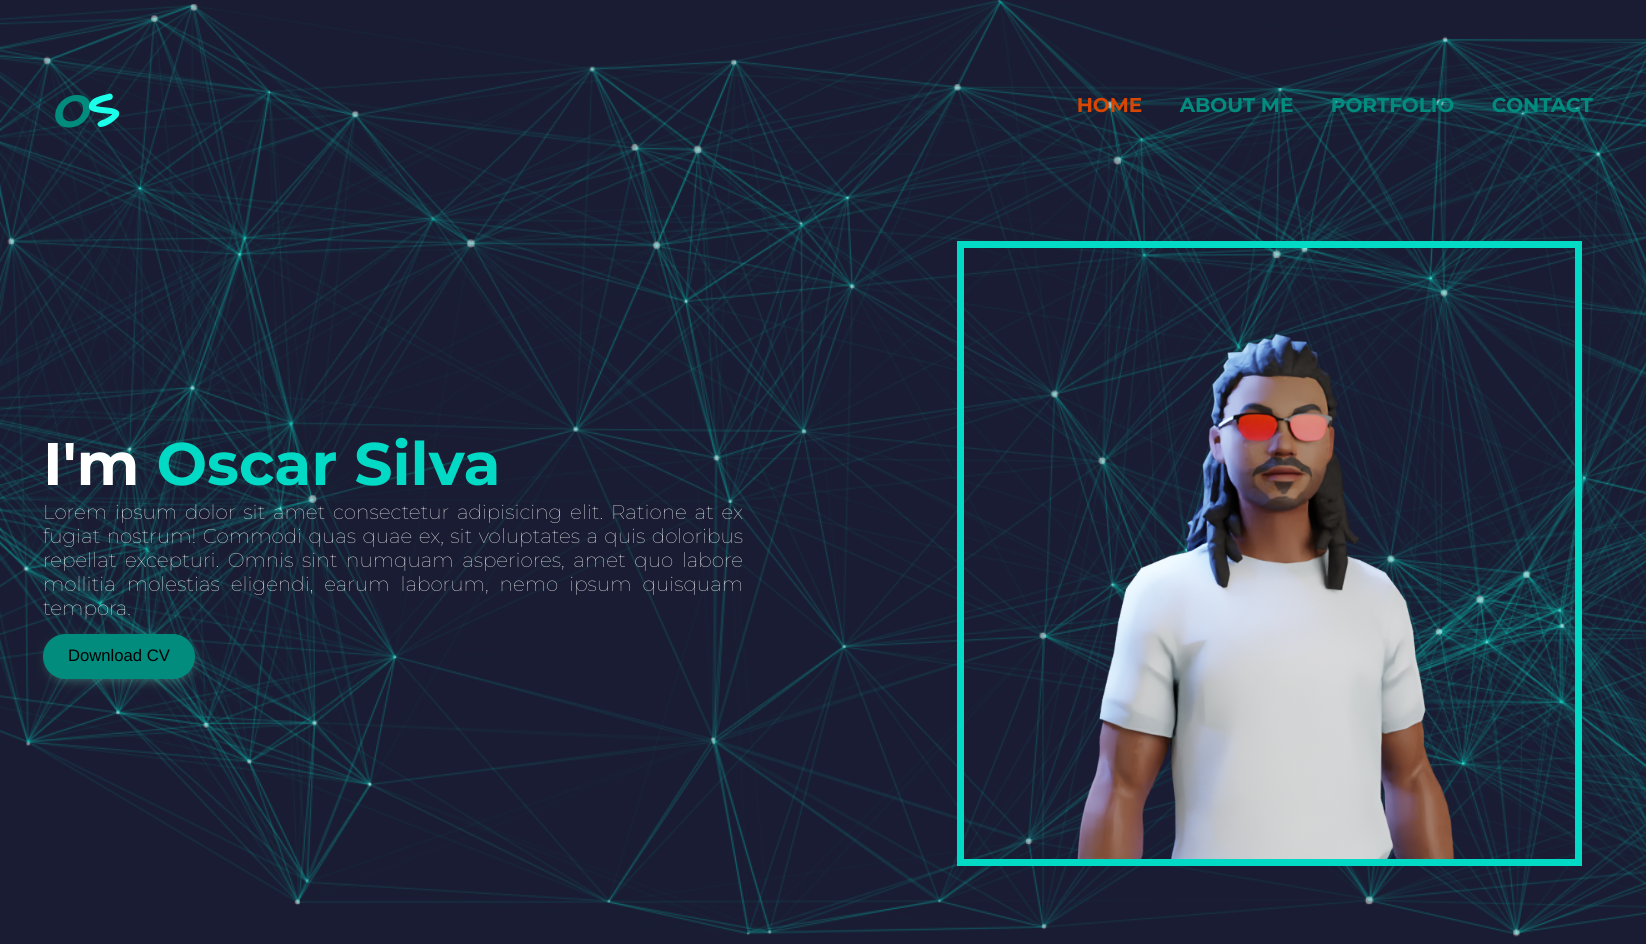 OS
HOME ABOUT ME PORTFOLIO CONTACT
I'm Oscar Silva
Lorem ipsum dolor sit amet consectetur adipisicing elit. Ratione at ex
fugiat nostrum! Commodi quas quae ex, sit voluptates a quis doloribus
repellat excepturi. Omnis sint numquam asperiores, amet quo labore
mollitia molestias eligendi, earum laborum, nemo ipsum quisquam
tempora.
Download CV